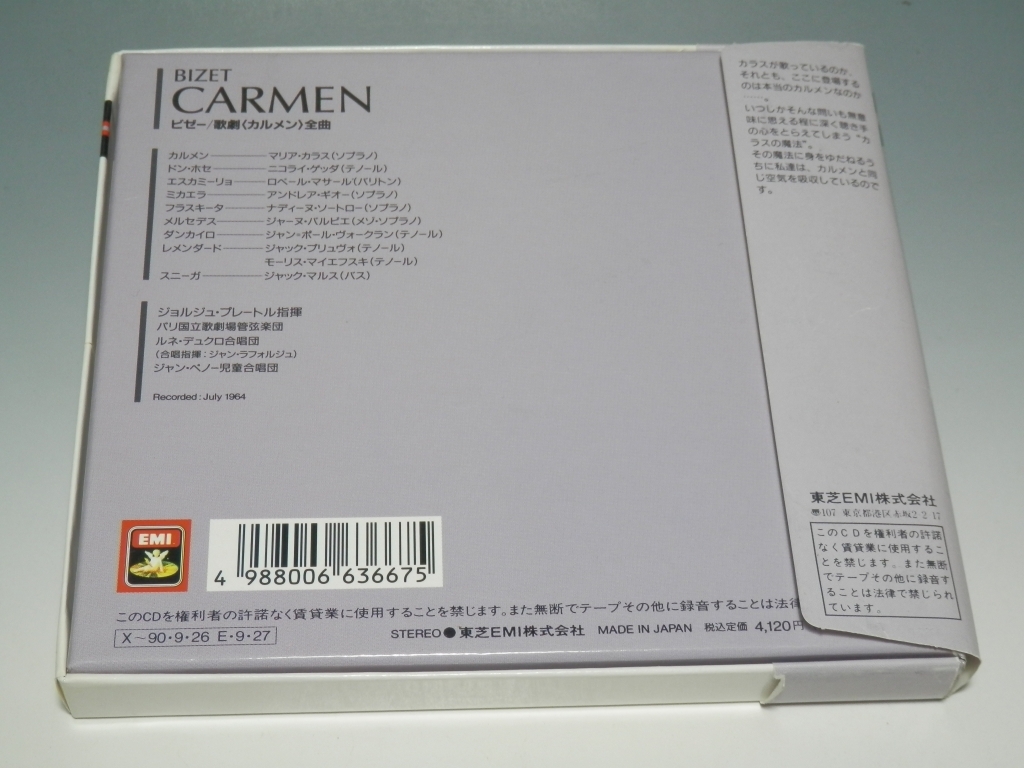 BIZET
CARMEN
ビゼー/歌劇〈カルメン〉全曲
カルメン────マリア・カラス(ソプラノ)
ドン・ホセ────ニコライ・ゲッダ(テノール)
エスカミーリョ────ロベール・マサール(バリトン)
ミカエラ────アンドレア・ギオー(ソプラノ)
フラスキータ────ナディーヌ・ソートロー(ソプラノ)
メルセデス────ジャーヌ・バルビエ(メゾ・ソプラノ)
ダンカイロ────ジャン=ポール・ヴォークラン(テノール)
レメンダード────ジャック・プリュヴォ(テノール)
モーリス・マイエフスキ(テノール)
スニーガ────ジャック・マルス(バス)
ジョルジュ・プレートル指揮
パリ国立歌劇場管弦楽団
ルネ・デュクロ合唱団
(合唱指揮:ジャン・ラフォルジュ)
ジャン・ペノー児童合唱団
Recorded : July 1964
EMI
4 988006 636675
このCDを権利者の許諾なく賃貸業に使用することを禁じます。また無断でテープその他に録音することは法律
X〜90・9・26 E・9・27
STEREO●東芝EMI株式会社 MADE IN JAPAN 税込定価 4,120円
カラスが歌っているのか、
それとも、ここに登場する
のは本当のカルメンなのか
……。
いつしかそんな問いも無意
味に思える程に深く聴き手
の心をとらえてしまう“カ
ラスの魔法”。
その魔法に身をゆだねるう
ちに私達は、カルメンと同
じ空気を吸収しているので
す。
東芝EMI株式会社
〒107 東京都港区赤坂2-2-17
このCDを権利者の許諾
なく賃貸業に使用するこ
とを禁じます。また無断
でテープその他に録音す
ることは法律で禁じられ
ています。